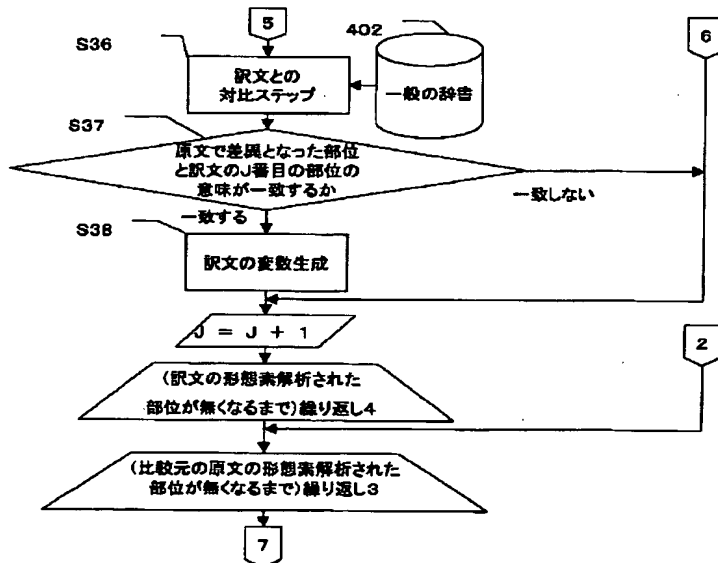 5
402
6
S36
訳文との
対比ステップ
一般の辞書
S37
原文で差異となった部位
と訳文のJ番目の部位の
意味が一致するか
一致しない
一致する
S38
訳文の変数生成
J = J + 1
2
(訳文の形態素解析された
部位が無くなるまで)繰り返し4
(比較元の原文の形態素解析された
部位が無くなるまで)繰り返し3
7